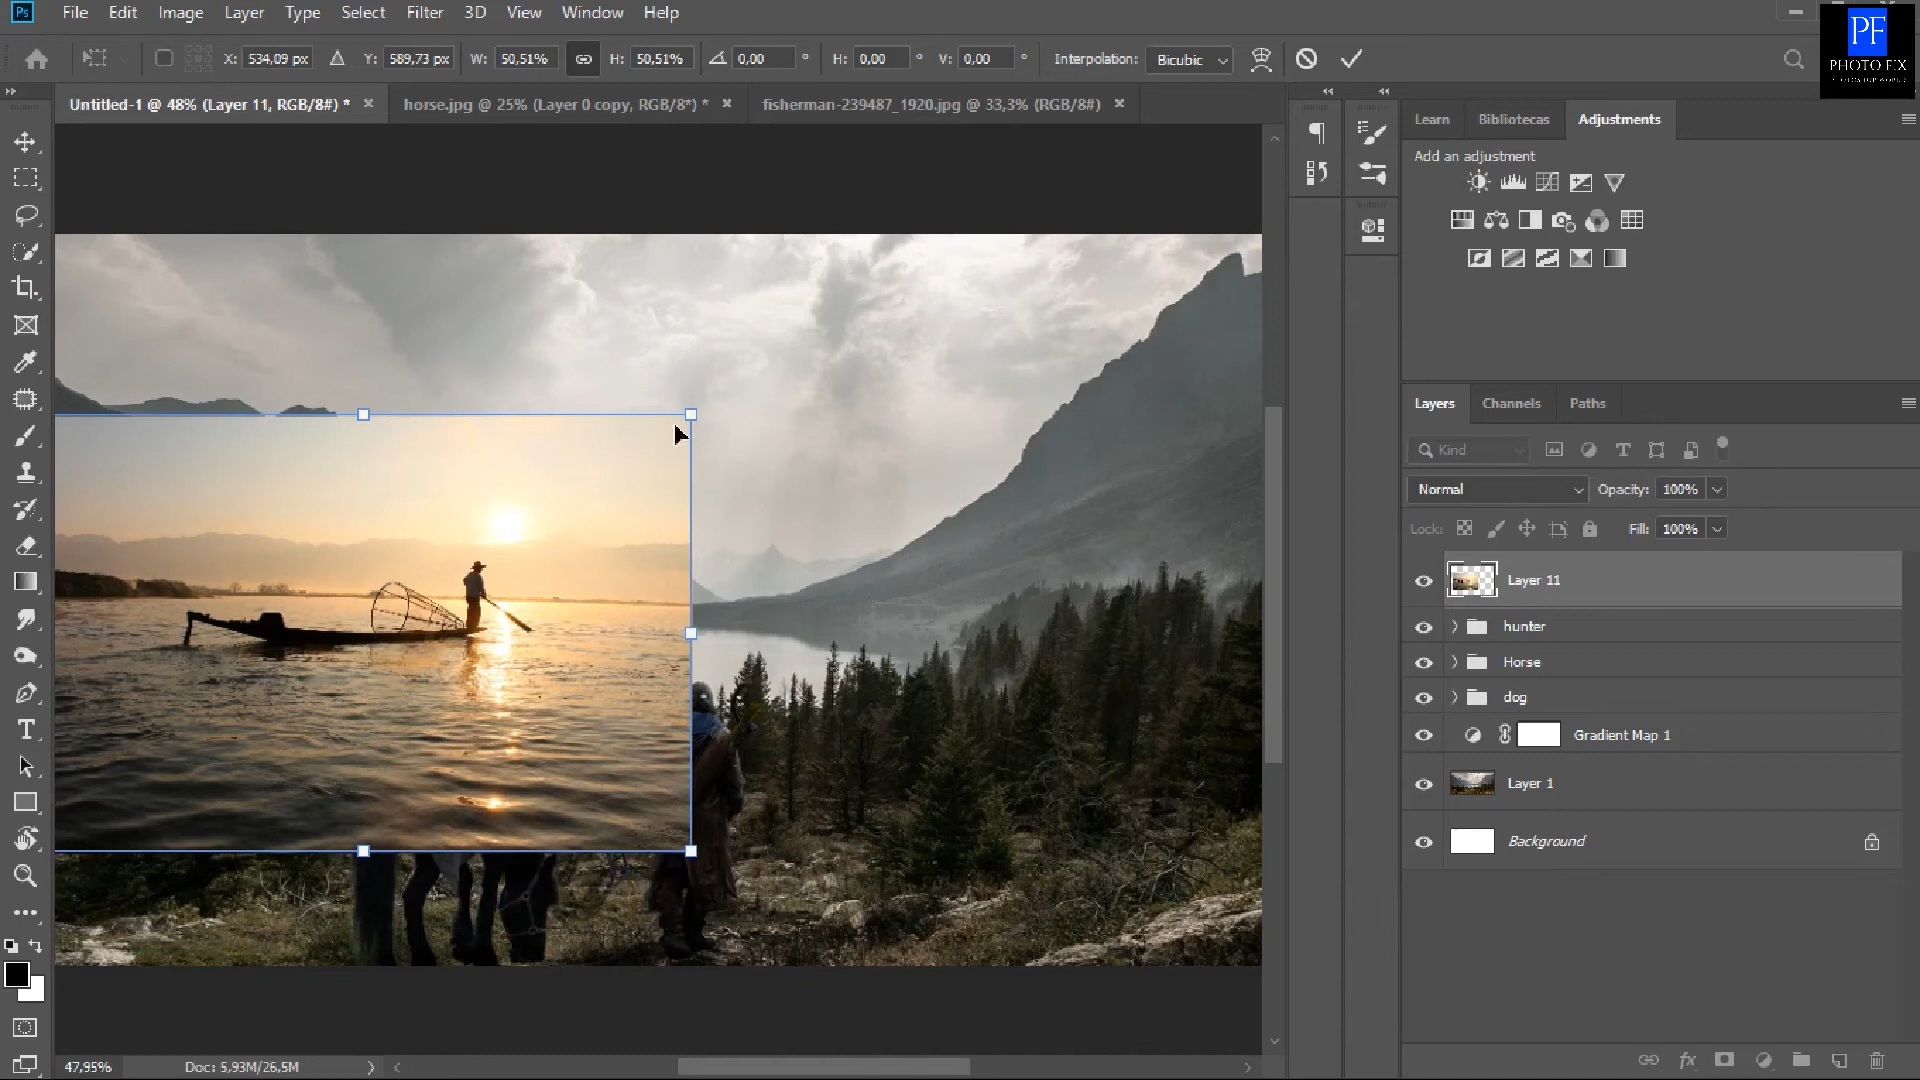 Ps File Edit Image Layer Type Select Filter 3D View Window Help
X: 534,09 px Y: 589,73 px W: 50,51% H: 50,51% 0,00 ° H: 0,00 ° V: 0,00 ° Interpolation: Bicubic
PF
PHOTO FIX
Untitled-1 @ 48% (Layer 11, RGB/8#) * horse.jpg @ 25% (Layer 0 copy, RGB/8*) * fisherman-239487_1920.jpg @ 33,3% (RGB/8#)
Learn Bibliotecas Adjustments
Add an adjustment
Layers Channels Paths
Kind
Normal Opacity: 100%
Lock: Fill: 100%
Layer 11
hunter
Horse
dog
Gradient Map 1
Layer 1
Background
47,95% Doc: 5,93M/26,5M